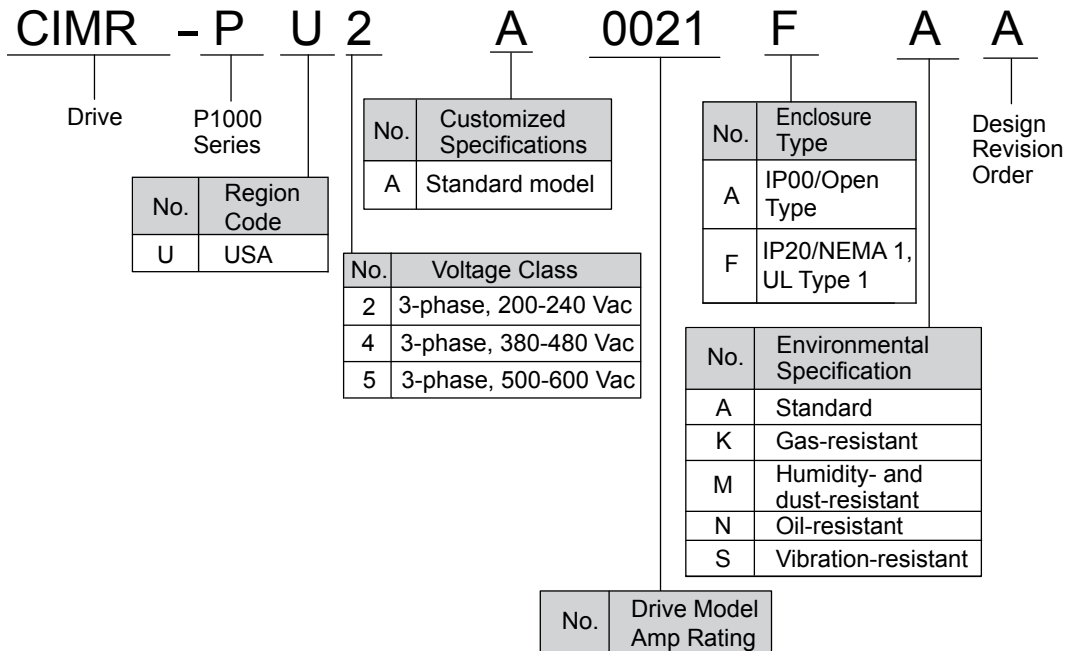 CIMR - P U 2 A 0021 F A A
Drive
P1000
Series
No. Region
Code
U USA
No. Customized
Specifications
A Standard model
No. Voltage Class
2 3-phase, 200-240 Vac
4 3-phase, 380-480 Vac
5 3-phase, 500-600 Vac
No. Enclosure
Type
A IP00/Open
Type
F IP20/NEMA 1,
UL Type 1
Design
Revision
Order
No. Environmental
Specification
A Standard
K Gas-resistant
M Humidity- and
dust-resistant
N Oil-resistant
S Vibration-resistant
No. Drive Model
Amp Rating